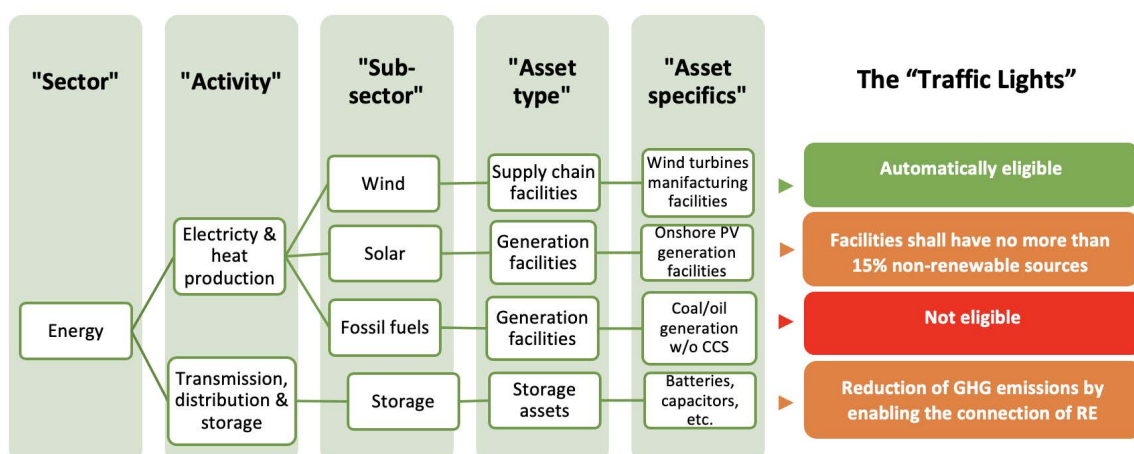 "Sector"
"Activity"
"Sub-
sector"
"Asset
type"
"Asset
specifics"
The “Traffic Lights”
Wind
Supply chain
facilities
Wind turbines
manifacturing
facilities
Automatically eligible
Electricty &
heat
production
Solar
Generation
facilities
Onshore PV
generation
facilities
Facilities shall have no more than
15% non-renewable sources
Energy
Fossil fuels
Generation
facilities
Coal/oil
generation
w/o CCS
Not eligible
Transmission,
distribution &
storage
Storage
Storage
assets
Batteries,
capacitors,
etc.
Reduction of GHG emissions by
enabling the connection of RE